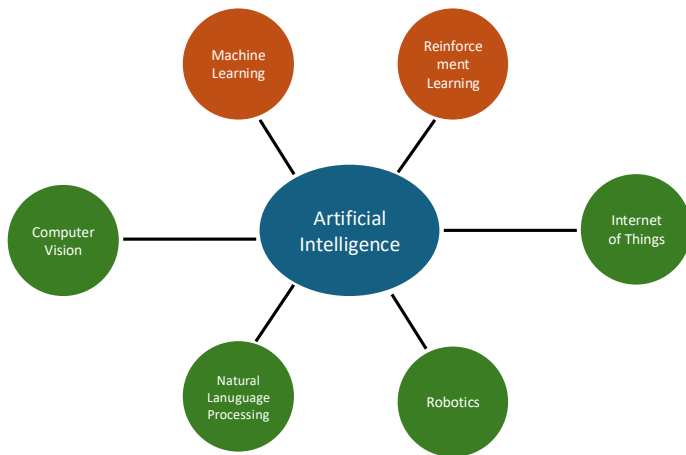 Machine
Learning
Reinforce
ment
Learning
Artificial
Intelligence
Computer
Vision
Internet
of Things
Natural
Lanuguage
Processing
Robotics